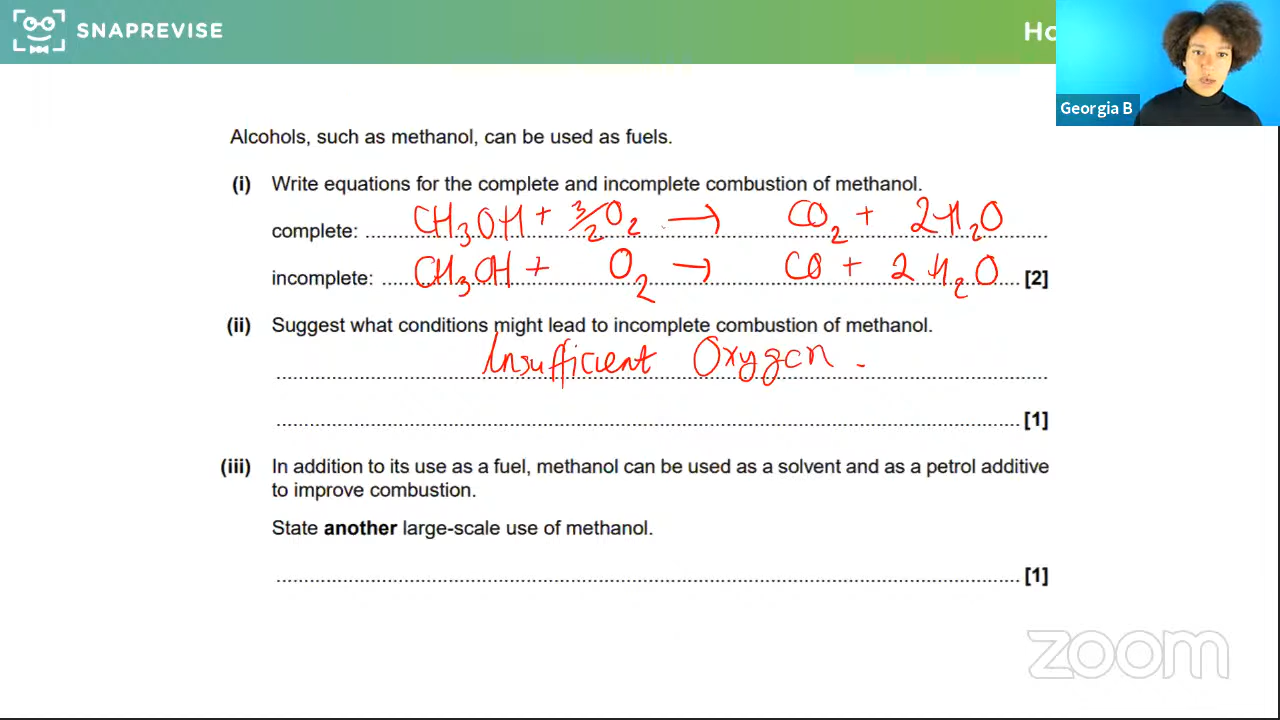 SNAPREVISE
Ho
Georgia B
Alcohols, such as methanol, can be used as fuels.
(i) Write equations for the complete and incomplete combustion of methanol.
complete: CH3OH + 3/2 O2 → CO2 + 2H2O
incomplete: CH3OH + O2 → CO + 2 H2O [2]
(ii) Suggest what conditions might lead to incomplete combustion of methanol.
Insufficient Oxygen.
[1]
(iii) In addition to its use as a fuel, methanol can be used as a solvent and as a petrol additive
to improve combustion.
State another large-scale use of methanol.
[1]
zoom